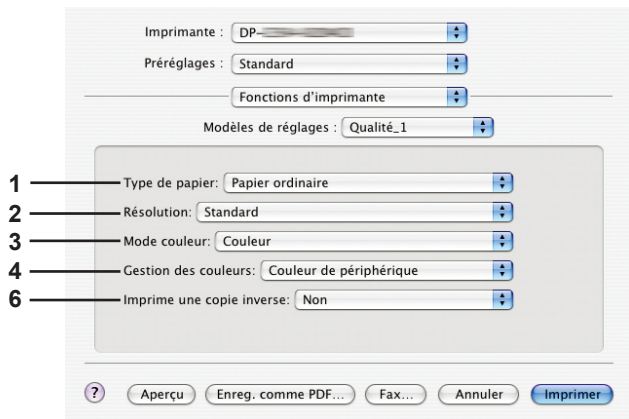 Imprimante : DP-
Préréglages : Standard
Fonctions d'imprimante
Modèles de réglages : Qualité_1
1 Type de papier: Papier ordinaire
2 Résolution: Standard
3 Mode couleur: Couleur
4 Gestion des couleurs: Couleur de périphérique
6 Imprime une copie inverse: Non
? Aperçu Enreg. comme PDF... Fax... Annuler Imprimer